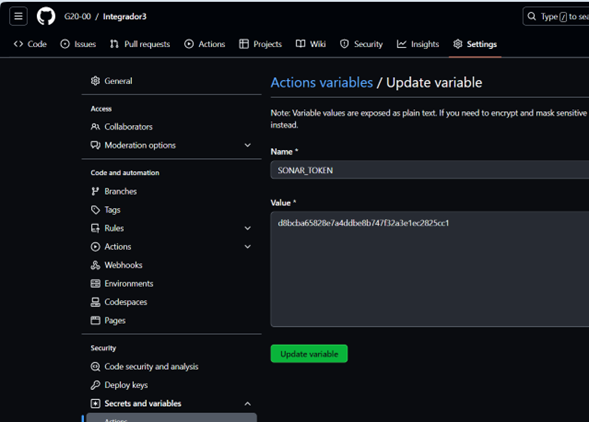 G20-00 / Integrador3
Type / to sea
Code Issues Pull requests Actions Projects Wiki Security Insights Settings
General
Access
Collaborators
Moderation options
Code and automation
Branches
Tags
Rules
Actions
Webhooks
Environments
Codespaces
Pages
Security
Code security and analysis
Deploy keys
Secrets and variables
Actions
Actions variables / Update variable
Note: Variable values are exposed as plain text. If you need to encrypt and mask sensitive
instead.
Name *
SONAR_TOKEN
Value *
d8bcba65828e7a4ddbe8b747f32a3e1ec2825cc1
Update variable